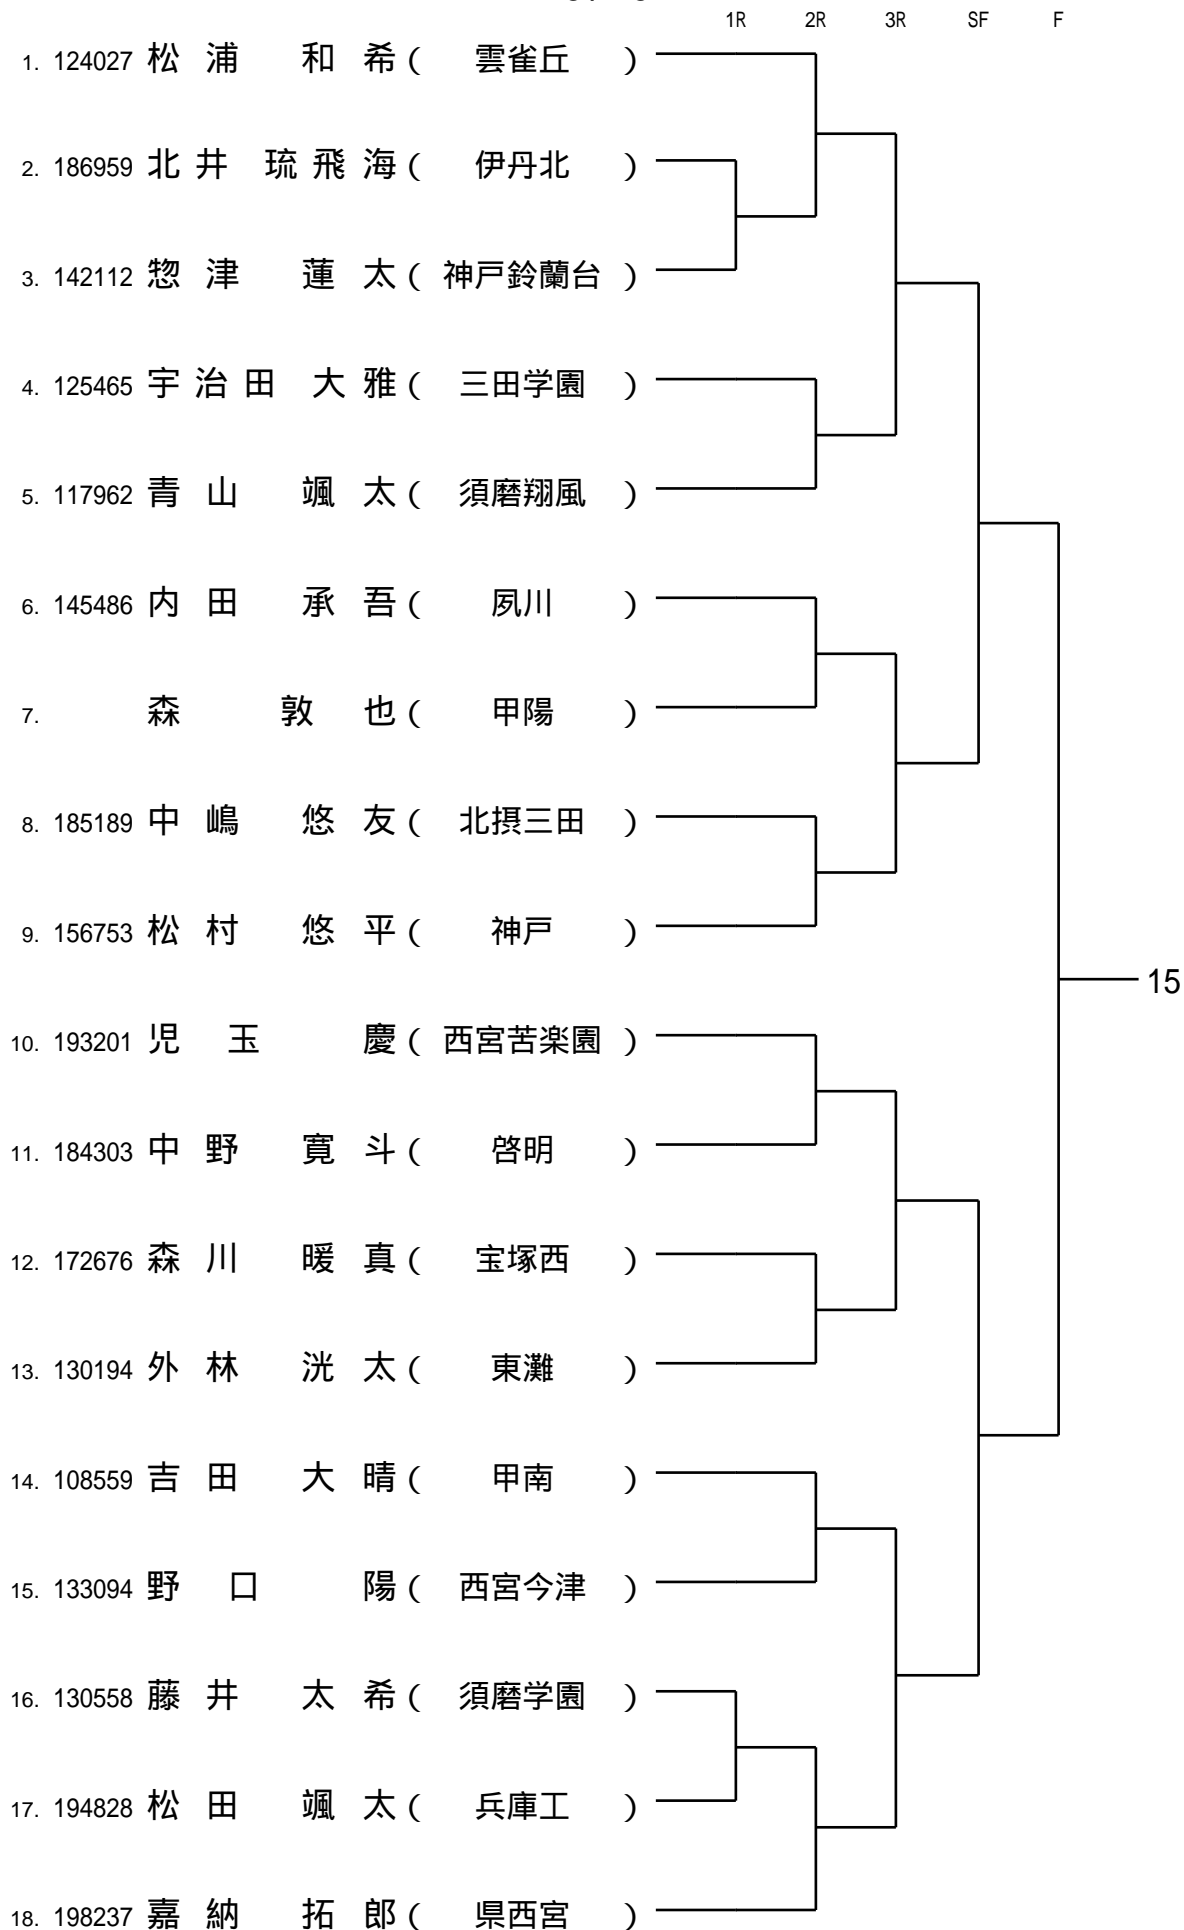 1R 2R 3R SF F
1. 124027 松浦 和希 ( 雲雀丘 )
2. 186959 北井 琉飛海 ( 伊丹北 )
3. 142112 惣津 蓮太 ( 神戸鈴蘭台 )
4. 125465 宇治田 大雅 ( 三田学園 )
5. 117962 青山 颯太 ( 須磨翔風 )
6. 145486 内田 承吾 ( 夙川 )
7. 森 敦也 ( 甲陽 )
8. 185189 中嶋 悠友 ( 北摂三田 )
9. 156753 松村 悠平 ( 神戸 )
15
10. 193201 児玉 慶 ( 西宮苦楽園 )
11. 184303 中野 寛斗 ( 啓明 )
12. 172676 森川 暖真 ( 宝塚西 )
13. 130194 外林 洸太 ( 東灘 )
14. 108559 吉田 大晴 ( 甲南 )
15. 133094 野口 陽 ( 西宮今津 )
16. 130558 藤井 太希 ( 須磨学園 )
17. 194828 松田 颯太 ( 兵庫工 )
18. 198237 嘉納 拓郎 ( 県西宮 )